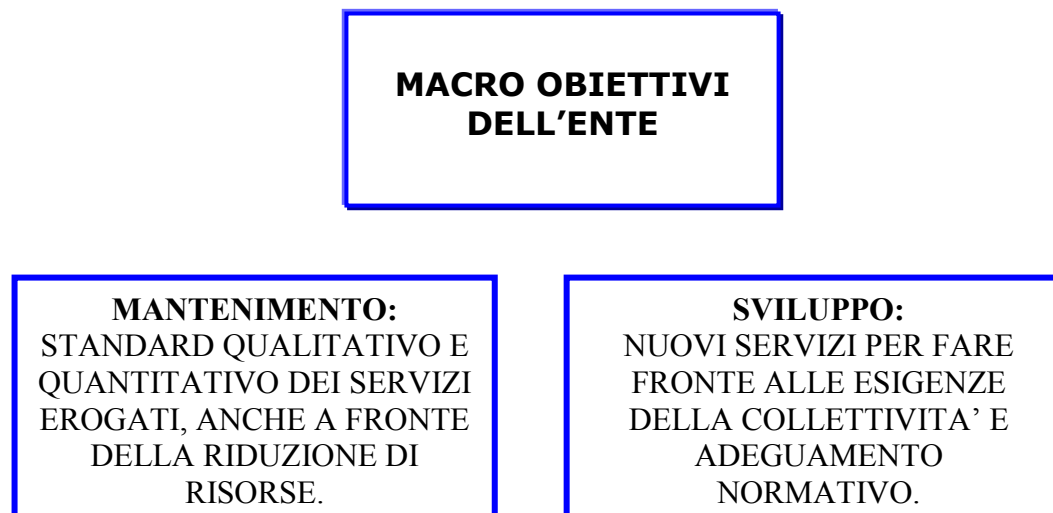 MACRO OBIETTIVI
DELL’ENTE
MANTENIMENTO:
STANDARD QUALITATIVO E
QUANTITATIVO DEI SERVIZI
EROGATI, ANCHE A FRONTE
DELLA RIDUZIONE DI
RISORSE.
SVILUPPO:
NUOVI SERVIZI PER FARE
FRONTE ALLE ESIGENZE
DELLA COLLETTIVITA’ E
ADEGUAMENTO
NORMATIVO.